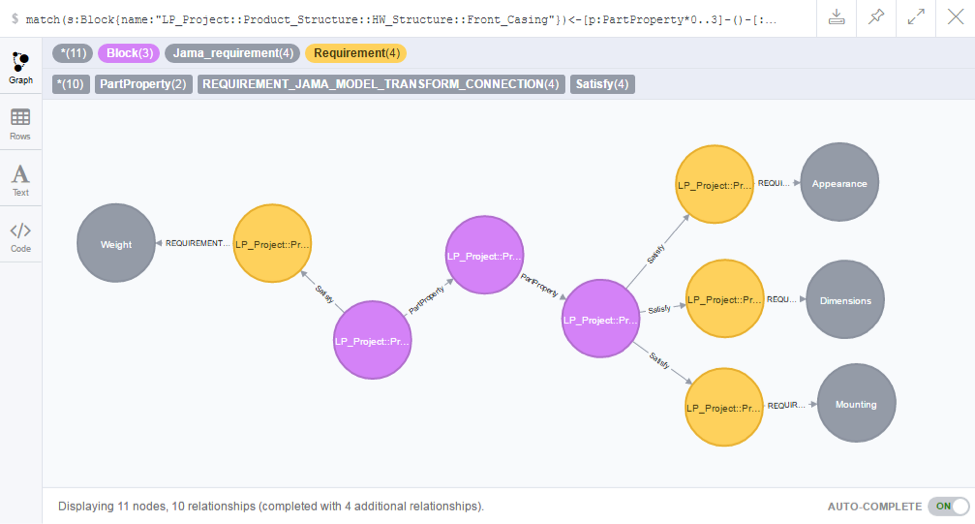 $ match(s:Block{name:"LP_Project::Product_Structure::HW_Structure::Front_Casing"})<-[p:PartProperty*0..3]-()-[:…
Graph
Rows
Text
Code
*(11) Block(3) Jama_requirement(4) Requirement(4)
*(10) PartProperty(2) REQUIREMENT_JAMA_MODEL_TRANSFORM_CONNECTION(4) Satisfy(4)
Weight
REQUIREMENT…
LP_Project::Pr…
Satisfy
LP_Project::Pr…
PartProperty
LP_Project::Pr…
PartProperty
LP_Project::Pr…
Satisfy
LP_Project::Pr…
REQUI…
Appearance
Satisfy
LP_Project::Pr…
REQU…
Dimensions
Satisfy
LP_Project::Pr…
REQUIR…
Mounting
Displaying 11 nodes, 10 relationships (completed with 4 additional relationships).
AUTO-COMPLETE ON